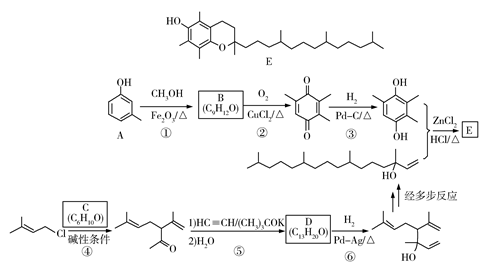 HO
O
E
OH
A
CH₃OH
Fe₂O₃/△
①
B
(C₉H₁₂O)
O₂
CuCl₂/△
②
O
O
H₂
Pd-C/△
③
OH
OH
ZnCl₂
HCl/△
E
OH
经多步反应
Cl
C
(C₆H₁₀O)
碱性条件
④
O
1)HC≡CH/(CH₃)₃COK
2)H₂O
⑤
D
(C₁₃H₂₀O)
H₂
Pd-Ag/△
⑥
HO